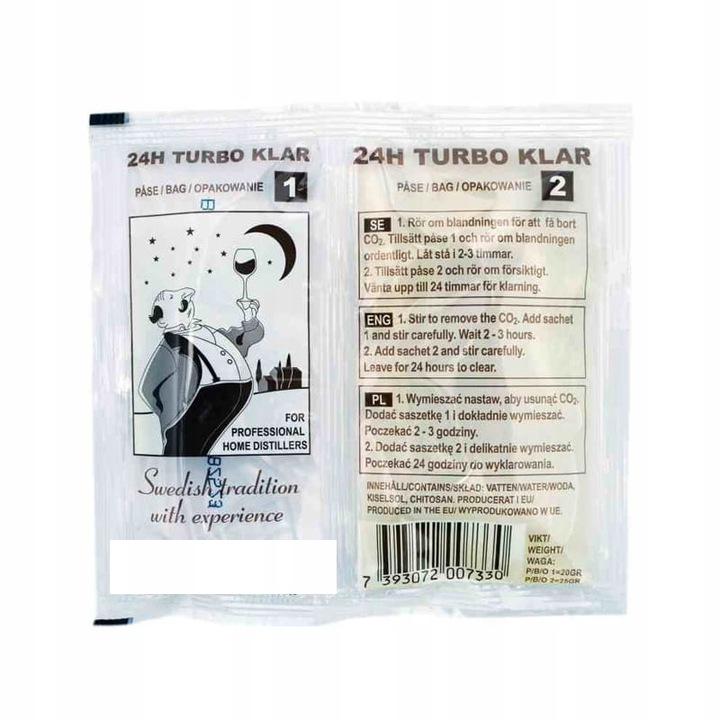 24H TURBO KLAR
PÅSE / BAG / OPAKOWANIE 1
FOR
PROFESSIONAL
HOME DISTILLERS
Swedish tradition
with experience
24H TURBO KLAR
PÅSE / BAG / OPAKOWANIE 2
SE 1. Rör om blandningen för att få bort
CO₂. Tillsätt påse 1 och rör om blandningen
ordentligt. Låt stå i 2-3 timmar.
2. Tillsätt påse 2 och rör om försiktigt.
Vänta upp till 24 timmar för klarning.
ENG 1. Stir to remove the CO₂. Add sachet
1 and stir carefully. Wait 2 - 3 hours.
2. Add sachet 2 and stir carefully.
Leave for 24 hours to clear.
PL 1. Wymieszać nastaw, aby usunąć CO₂.
Dodać saszetkę 1 i dokładnie wymieszać.
Poczekać 2 - 3 godziny.
2. Dodać saszetkę 2 i delikatnie wymieszać.
Poczekać 24 godziny do wyklarowania.
INNEHÅLL/CONTAINS/SKŁAD: VATTEN/WATER/WODA,
KISELSOL, CHITOSAN. PRODUCERAT I EU/
PRODUCED IN THE EU/ WYPRODUKOWANO W UE.
VIKT/
WEIGHT/
WAGA:
P/B/O 1=20GR
P/B/O 2=25GR
7 393072 007330